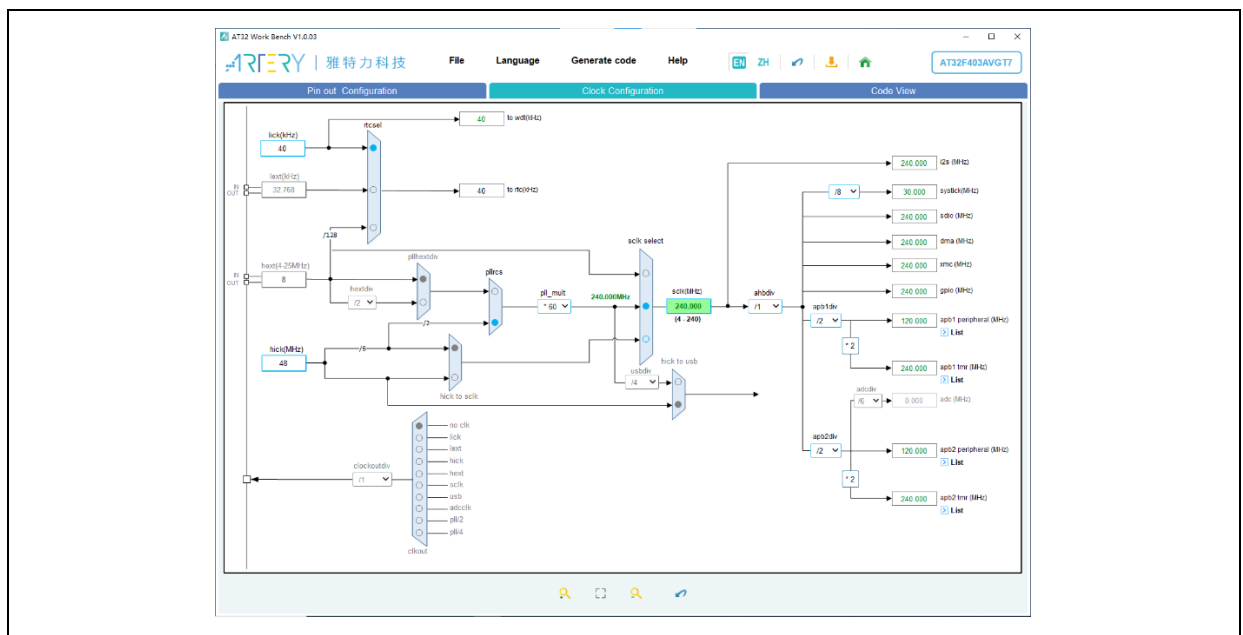 AT32 Work Bench V1.0.03
ARTERY 雅特力科技 File Language Generate code Help EN ZH AT32F403AVGT7
Pin out Configuration Clock Configuration Code View
lick(kHz)
40
rtcsel
40 to wdt(kHz)
lext(kHz)
IN
OUT
32.768
40 to rtc(kHz)
/128
hext(4-25MHz)
IN
OUT
8
hextdiv
/2
pllhextdiv
pllrcs
/2
pll_mult
* 60
240.000MHz
sclk select
sclk(MHz)
240.000
(4 - 240)
ahbdiv
/1
hick(MHz)
48
/6
hick to sclk
usbdiv
/4
hick to usb
240.000 i2s (MHz)
/8 30.000 systick(MHz)
240.000 sdio (MHz)
240.000 dma (MHz)
240.000 xmc (MHz)
240.000 gpio (MHz)
apb1div
/2 120.000 apb1 peripheral (MHz)
List
* 2
240.000 apb1 tmr (MHz)
List
adcdiv
/6 0.000 adc (MHz)
apb2div
/2 120.000 apb2 peripheral (MHz)
List
* 2
240.000 apb2 tmr (MHz)
List
clockoutdiv
/1
no clk
lick
lext
hick
hext
sclk
usb
adcclk
pll/2
pll/4
clkout